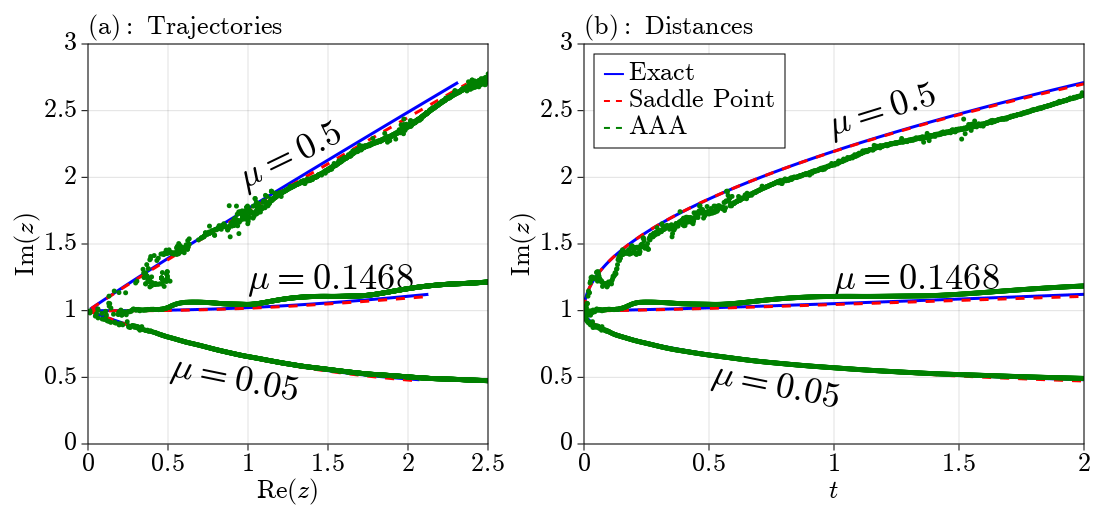 (a): Trajectories
3
2.5
2
1.5
1
0.5
0
Im(z)
μ = 0.5
μ = 0.1468
μ = 0.05
0 0.5 1 1.5 2 2.5
Re(z)
(b): Distances
3
2.5
2
1.5
1
0.5
0
Im(z)
Exact
Saddle Point
AAA
μ = 0.5
μ = 0.1468
μ = 0.05
0 0.5 1 1.5 2
t